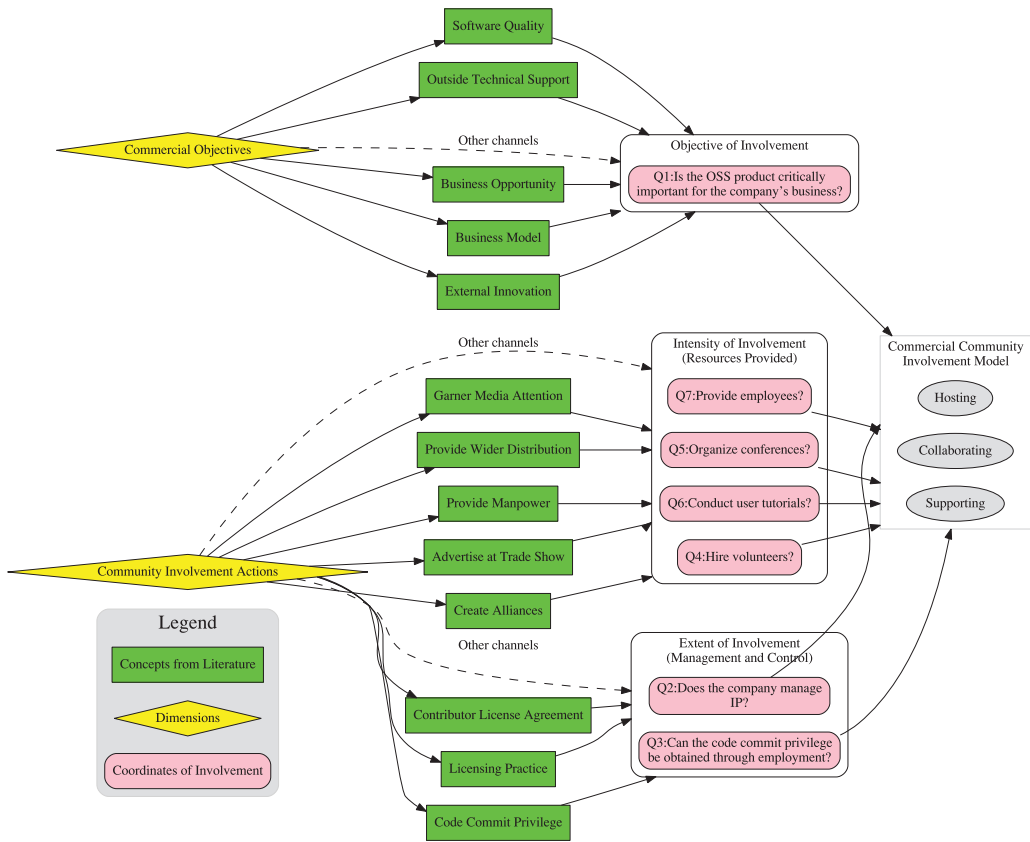 Software Quality
Outside Technical Support
Commercial Objectives
Other channels
Objective of Involvement
Q1:Is the OSS product critically
important for the company's business?
Business Opportunity
Business Model
External Innovation
Other channels
Intensity of Involvement
(Resources Provided)
Commercial Community
Involvement Model
Garner Media Attention
Q7:Provide employees?
Hosting
Provide Wider Distribution
Q5:Organize conferences?
Collaborating
Provide Manpower
Q6:Conduct user tutorials?
Supporting
Advertise at Trade Show
Q4:Hire volunteers?
Community Involvement Actions
Create Alliances
Other channels
Extent of Involvement
(Management and Control)
Q2:Does the company manage
IP?
Contributor License Agreement
Q3:Can the code commit privilege
be obtained through employment?
Licensing Practice
Code Commit Privilege
Legend
Concepts from Literature
Dimensions
Coordinates of Involvement